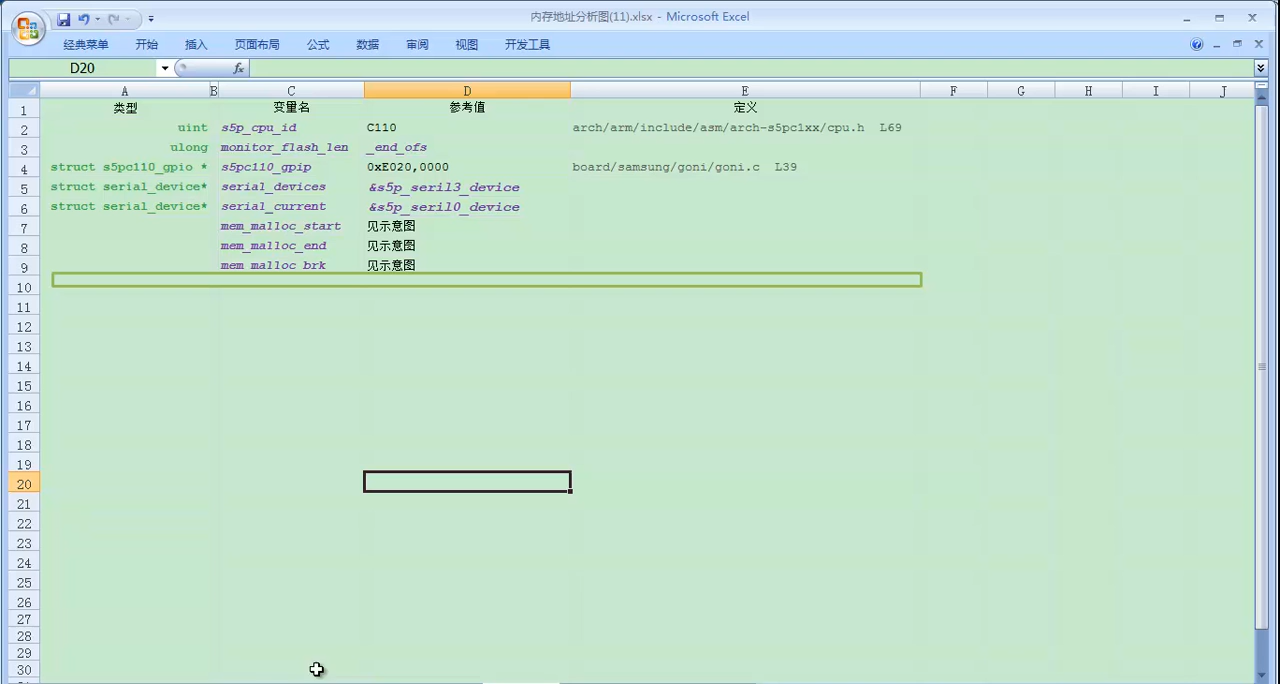 内存地址分析图(11).xlsx - Microsoft Excel
经典菜单 开始 插入 页面布局 公式 数据 审阅 视图 开发工具
D20 fx
A B C D E F G H I J
1 类型 变量名 参考值 定义
2 uint s5p_cpu_id C110 arch/arm/include/asm/arch-s5pc1xx/cpu.h L69
3 ulong monitor_flash_len _end_ofs
4 struct s5pc110_gpio * s5pc110_gpip 0xE020,0000 board/samsung/goni/goni.c L39
5 struct serial_device* serial_devices &s5p_seril3_device
6 struct serial_device* serial_current &s5p_seril0_device
7 mem_malloc_start 见示意图
8 mem_malloc_end 见示意图
9 mem_malloc_brk 见示意图
10
11
12
13
14
15
16
17
18
19
20
21
22
23
24
25
26
27
28
29
30